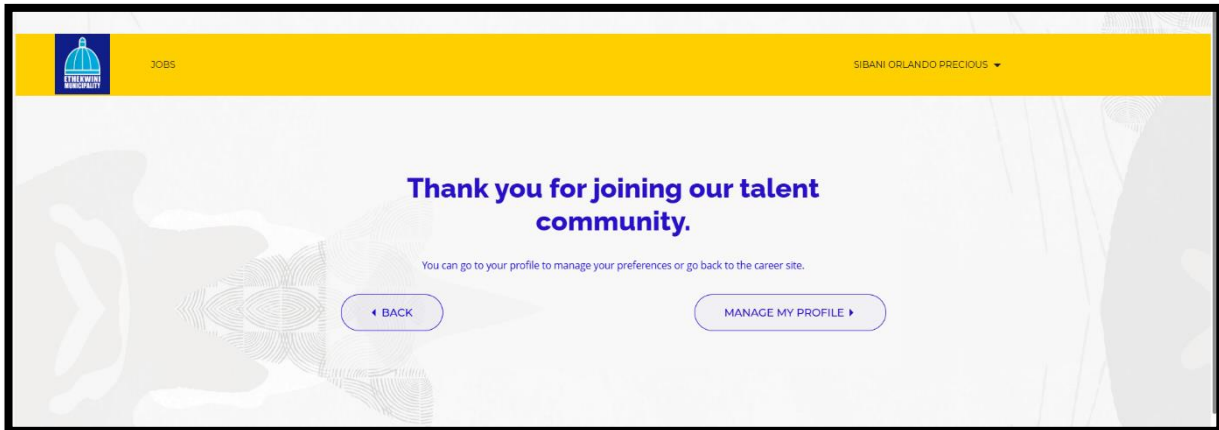 ETHEKWINI
MUNICIPALITY
JOBS
SIBANI ORLANDO PRECIOUS
Thank you for joining our talent
community.
You can go to your profile to manage your preferences or go back to the career site.
BACK
MANAGE MY PROFILE